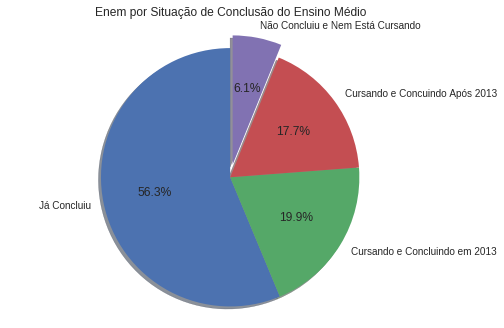 Enem por Situação de Conclusão do Ensino Médio
Não Concluiu e Nem Está Cursando
6.1%
Cursando e Concuindo Após 2013
17.7%
56.3%
Já Concluiu
19.9%
Cursando e Concluindo em 2013